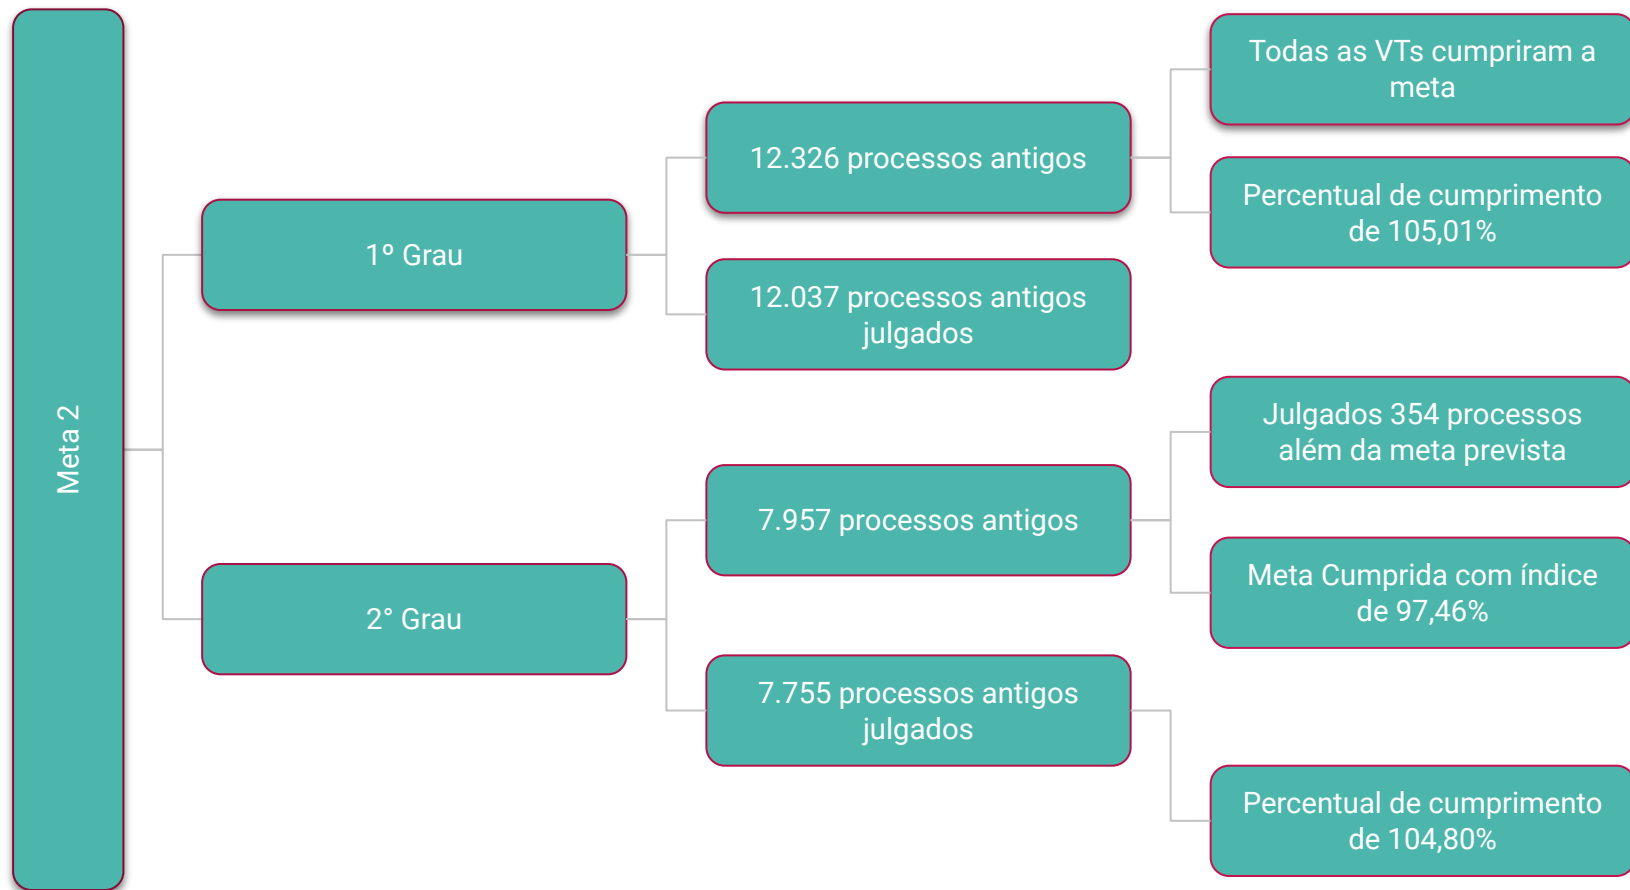 Meta 2
1º Grau
12.326 processos antigos
Todas as VTs cumpriram a
meta
Percentual de cumprimento
de 105,01%
12.037 processos antigos
julgados
2° Grau
7.957 processos antigos
Julgados 354 processos
além da meta prevista
Meta Cumprida com índice
de 97,46%
7.755 processos antigos
julgados
Percentual de cumprimento
de 104,80%